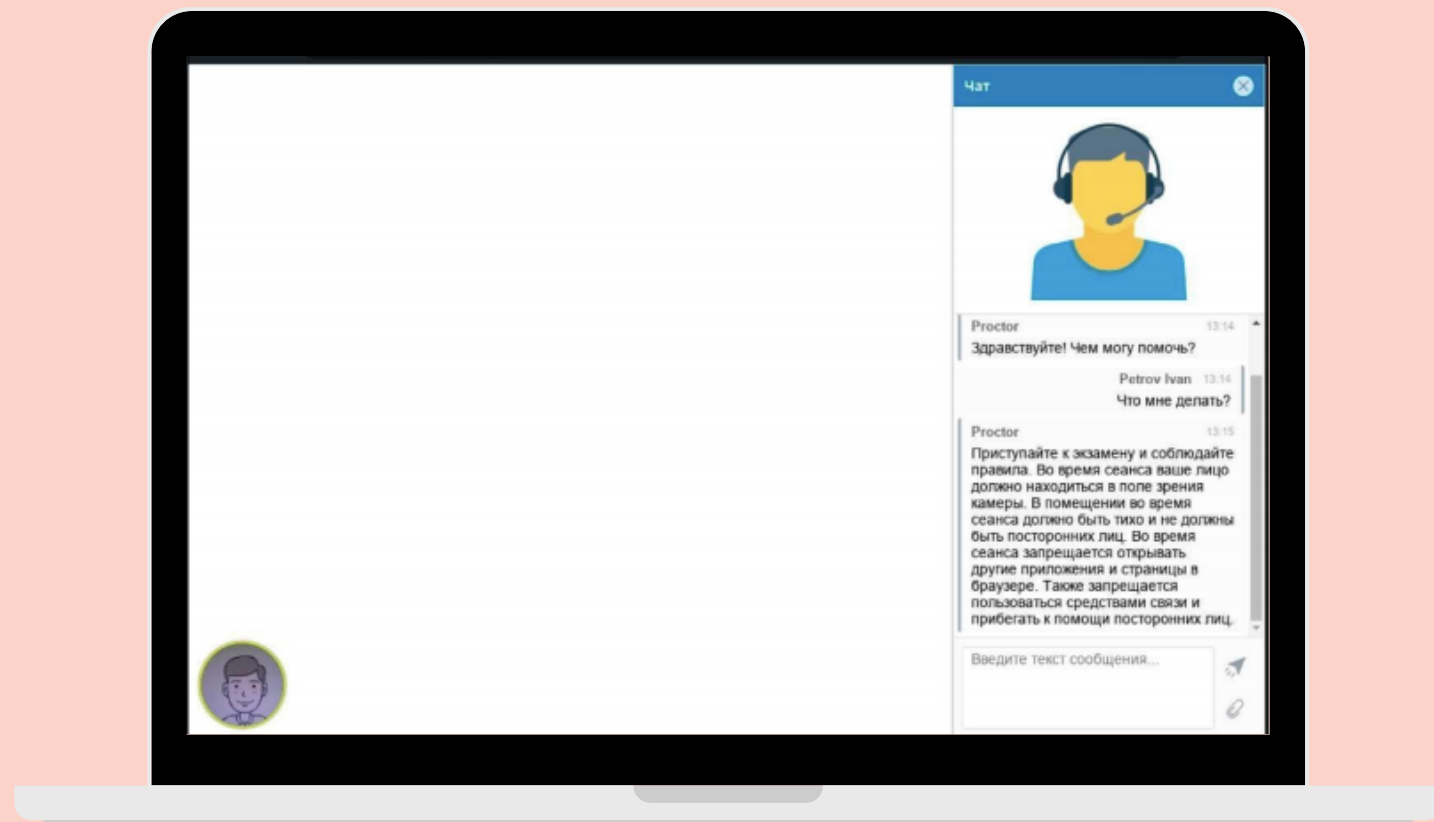 Чат
Proctor 13:14
Здравствуйте! Чем могу помочь?
Petrov Ivan 13:14
Что мне делать?
Proctor 13:15
Приступайте к экзамену и соблюдайте
правила. Во время сеанса ваше лицо
должно находиться в поле зрения
камеры. В помещении во время
сеанса должно быть тихо и не должны
быть посторонних лиц. Во время
сеанса запрещается открывать
другие приложения и страницы в
браузере. Также запрещается
пользоваться средствами связи и
прибегать к помощи посторонних лиц.
Введите текст сообщения...